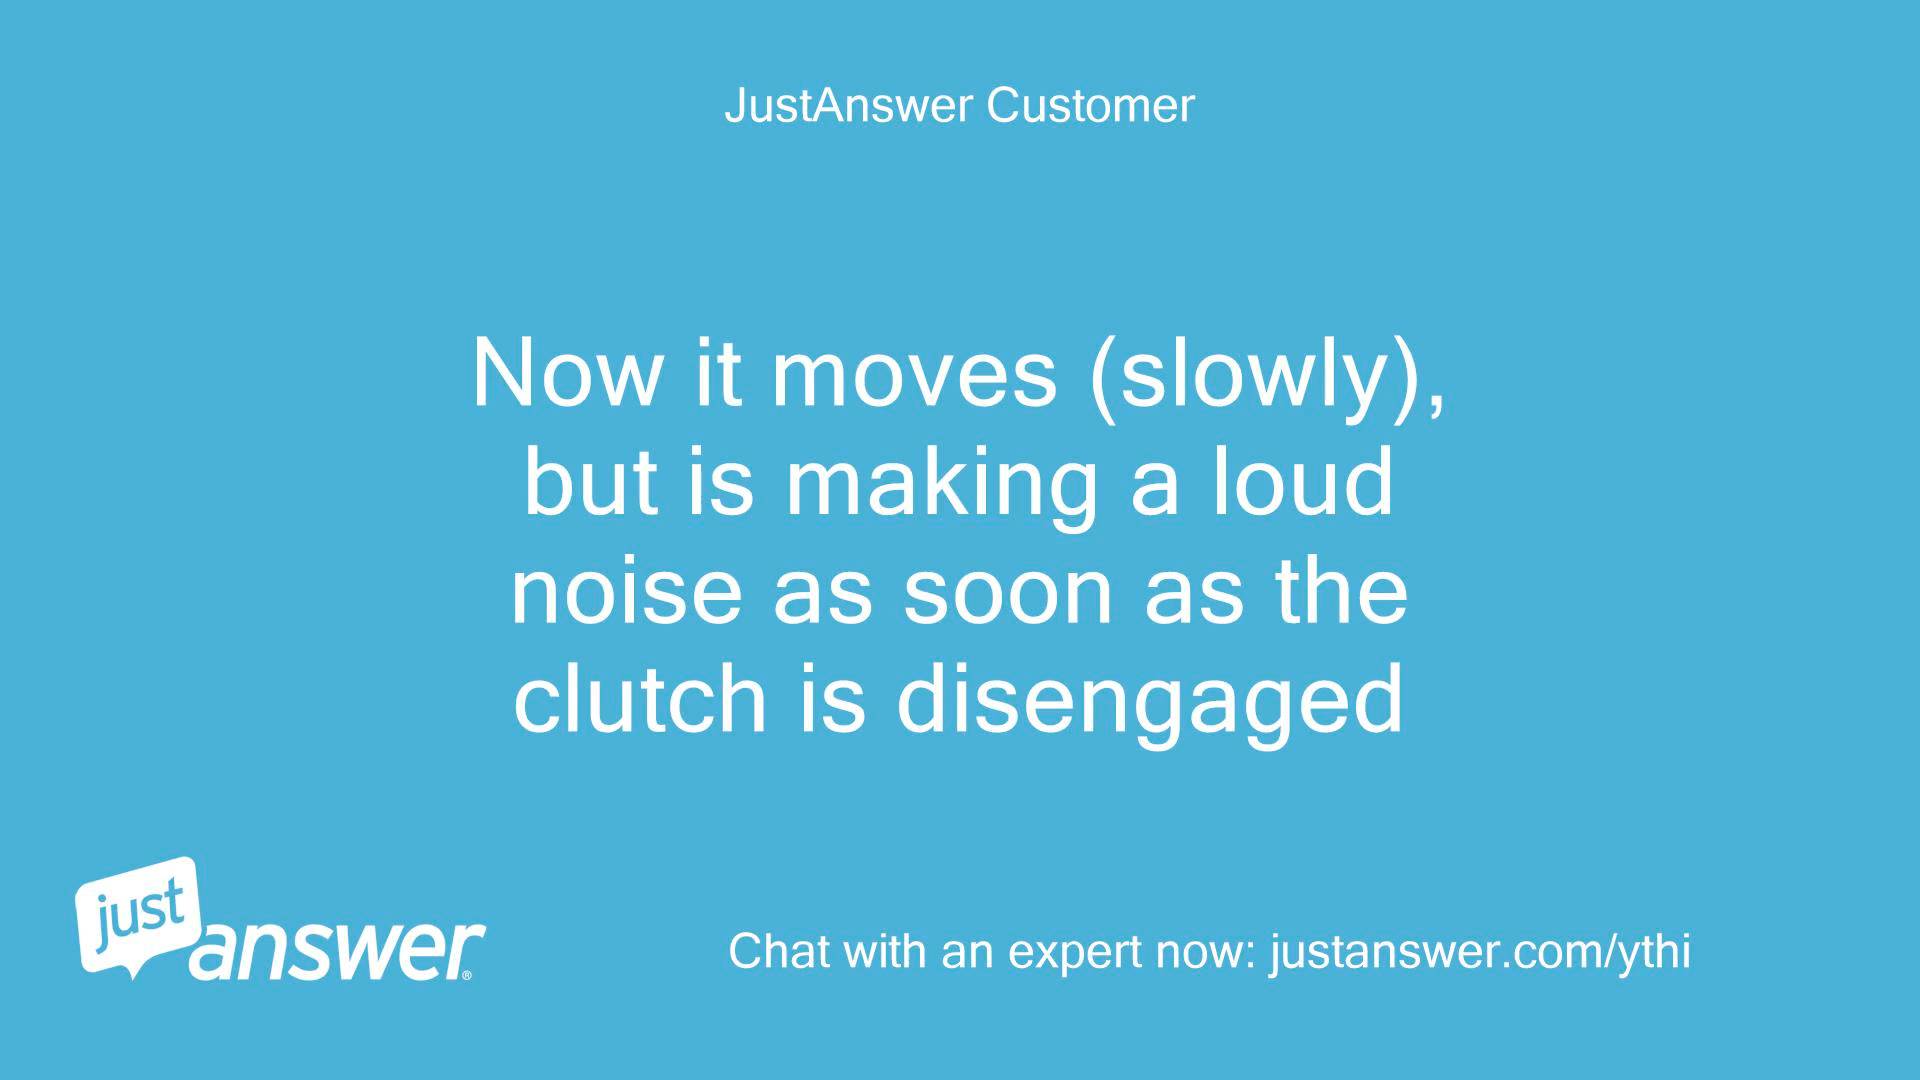 JustAnswer Customer
Now it moves (slowly),
but is making a loud
noise as soon as the
clutch is disengaged
just
answer®
Chat with an expert now: justanswer.com/ythi